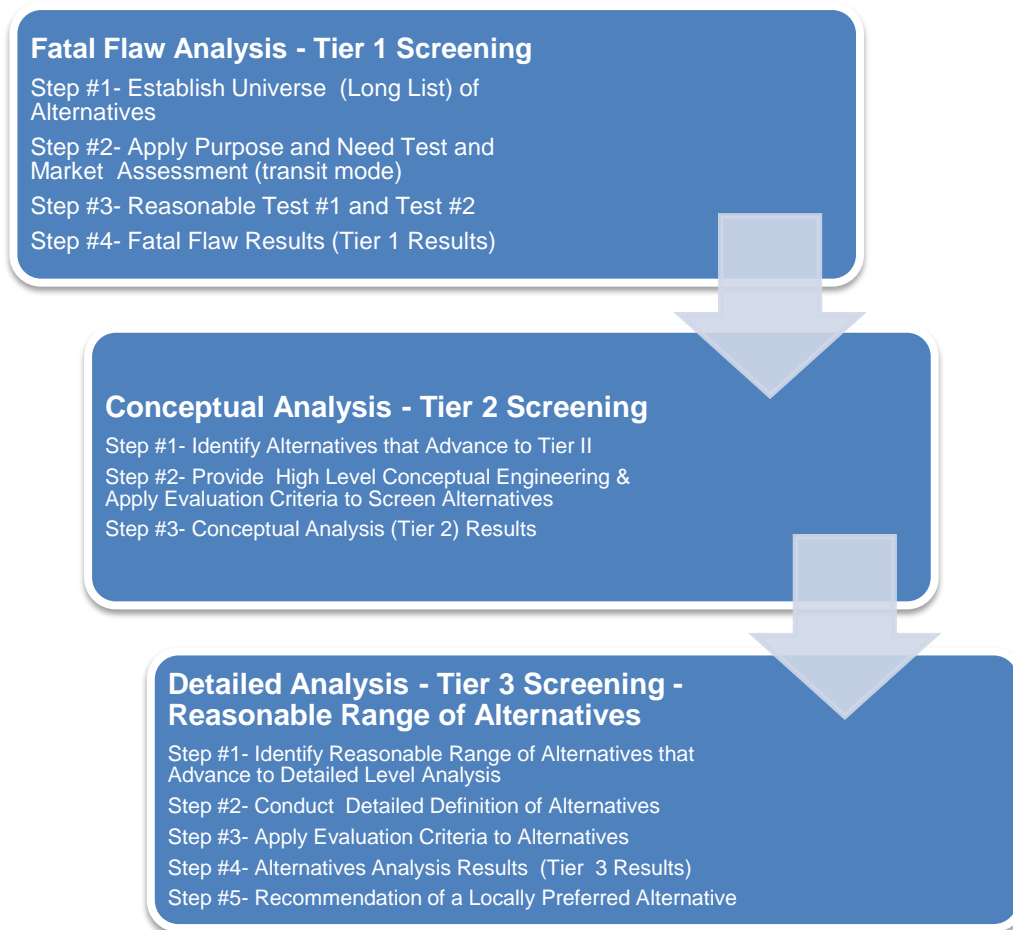 Fatal Flaw Analysis - Tier 1 Screening
Step #1- Establish Universe  (Long List) of
Alternatives
Step #2- Apply Purpose and Need Test and
Market  Assessment (transit mode)
Step #3- Reasonable Test #1 and Test #2
Step #4- Fatal Flaw Results (Tier 1 Results)
Conceptual Analysis - Tier 2 Screening
Step #1- Identify Alternatives that Advance to Tier II
Step #2- Provide  High Level Conceptual Engineering &
Apply Evaluation Criteria to Screen Alternatives
Step #3- Conceptual Analysis (Tier 2) Results
Detailed Analysis - Tier 3 Screening -
Reasonable Range of Alternatives
Step #1- Identify Reasonable Range of Alternatives that
Advance to Detailed Level Analysis
Step #2- Conduct  Detailed Definition of Alternatives
Step #3- Apply Evaluation Criteria to Alternatives
Step #4- Alternatives Analysis Results  (Tier  3 Results)
Step #5- Recommendation of a Locally Preferred Alternative